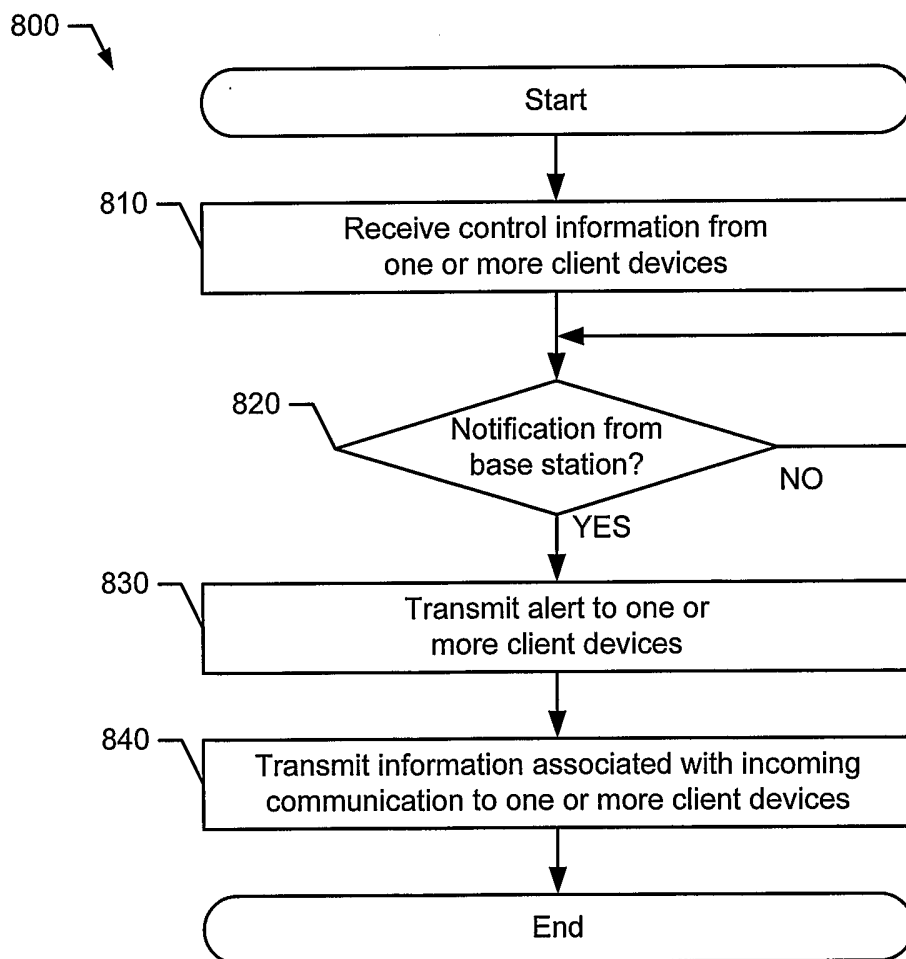 800
Start
810
Receive control information from
one or more client devices
820
Notification from
base station?
NO
YES
830
Transmit alert to one or
more client devices
840
Transmit information associated with incoming
communication to one or more client devices
End